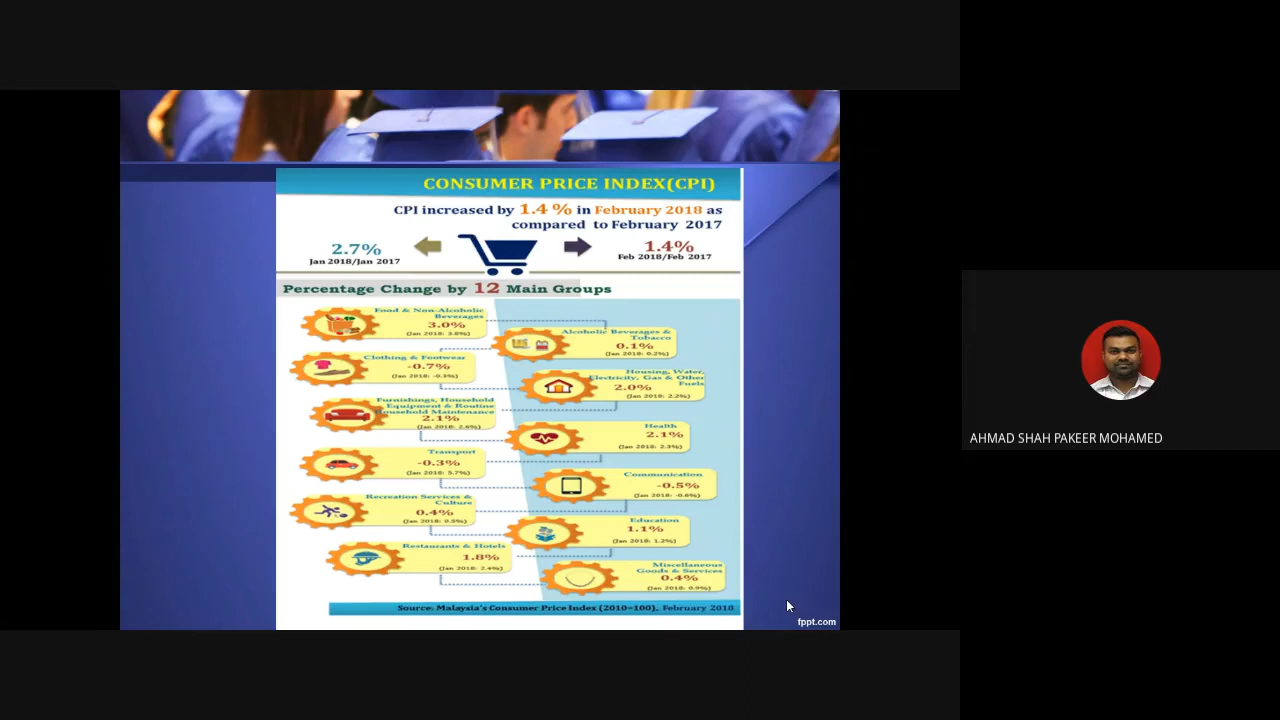 CONSUMER PRICE INDEX(CPI)
CPI increased by 1.4 % in February 2018 as
compared to February 2017
2.7%
Jan 2018/Jan 2017
1.4%
Feb 2018/Feb 2017
Percentage Change by 12 Main Groups
Food & Non-Alcoholic
Beverages
3.0%
(Jan 2018: 3.8%)
Alcoholic Beverages &
Tobacco
0.1%
(Jan 2018: 0.2%)
Clothing & Footwear
-0.7%
(Jan 2018: -0.3%)
Housing, Water,
Electricity, Gas & Other
Fuels
2.0%
(Jan 2018: 2.2%)
Furnishings, Household
Equipment & Routine
Household Maintenance
2.1%
(Jan 2018: 2.6%)
Health
2.1%
(Jan 2018: 2.3%)
Transport
-0.3%
(Jan 2018: 5.7%)
Communication
-0.5%
(Jan 2018: -0.6%)
Recreation Services &
Culture
0.4%
(Jan 2018: 0.5%)
Education
1.1%
(Jan 2018: 1.2%)
Restaurants & Hotels
1.8%
(Jan 2018: 2.4%)
Miscellaneous
Goods & Services
0.4%
(Jan 2018: 0.9%)
Source: Malaysia's Consumer Price Index (2010=100), February 2018
fppt.com
AHMAD SHAH PAKEER MOHAMED